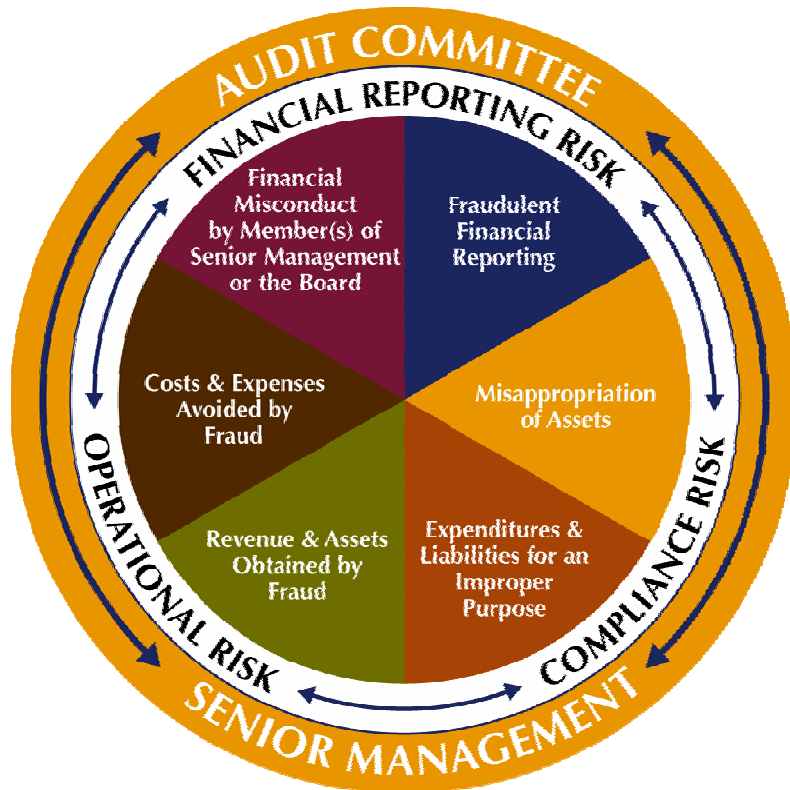 AUDIT COMMITTEE
FINANCIAL REPORTING RISK
Financial
Misconduct
by Member(s) of
Senior Management
or the Board
Fraudulent
Financial
Reporting
Costs & Expenses
Avoided by
Fraud
Misappropriation
of Assets
Revenue & Assets
Obtained by
Fraud
Expenditures &
Liabilities for an
Improper
Purpose
OPERATIONAL RISK
COMPLIANCE RISK
SENIOR MANAGEMENT